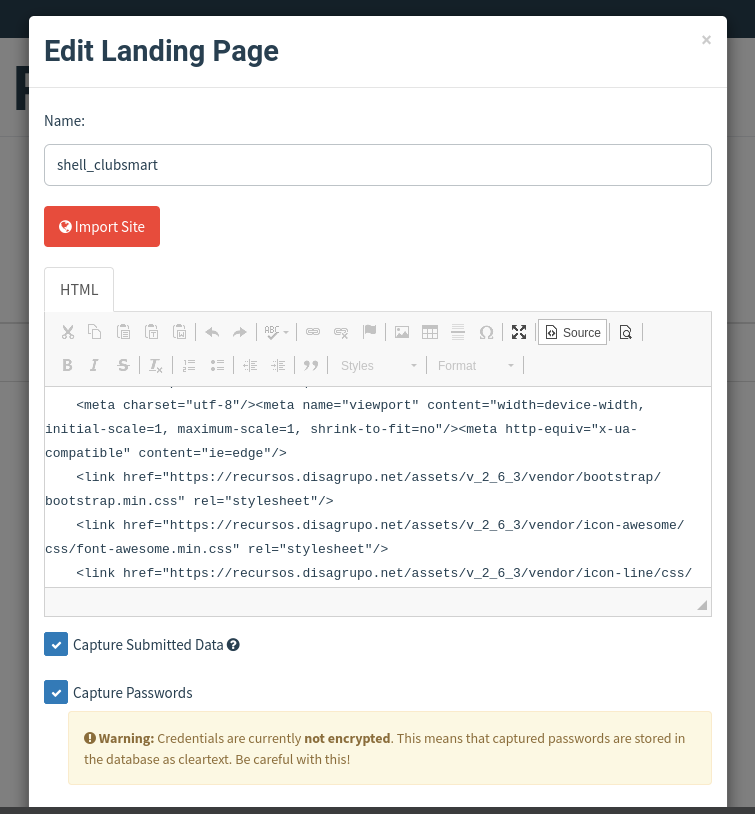 Edit Landing Page
×
Name:
shell_clubsmart
Import Site
HTML
ABC
Source
B I S Tx Styles Format
<meta charset="utf-8"/><meta name="viewport" content="width=device-width,
initial-scale=1, maximum-scale=1, shrink-to-fit=no"/><meta http-equiv="x-ua-
compatible" content="ie=edge"/>
<link href="https://recursos.disagrupo.net/assets/v_2_6_3/vendor/bootstrap/
bootstrap.min.css" rel="stylesheet"/>
<link href="https://recursos.disagrupo.net/assets/v_2_6_3/vendor/icon-awesome/
css/font-awesome.min.css" rel="stylesheet"/>
<link href="https://recursos.disagrupo.net/assets/v_2_6_3/vendor/icon-line/css/
Capture Submitted Data
Capture Passwords
Warning: Credentials are currently not encrypted. This means that captured passwords are stored in
the database as cleartext. Be careful with this!